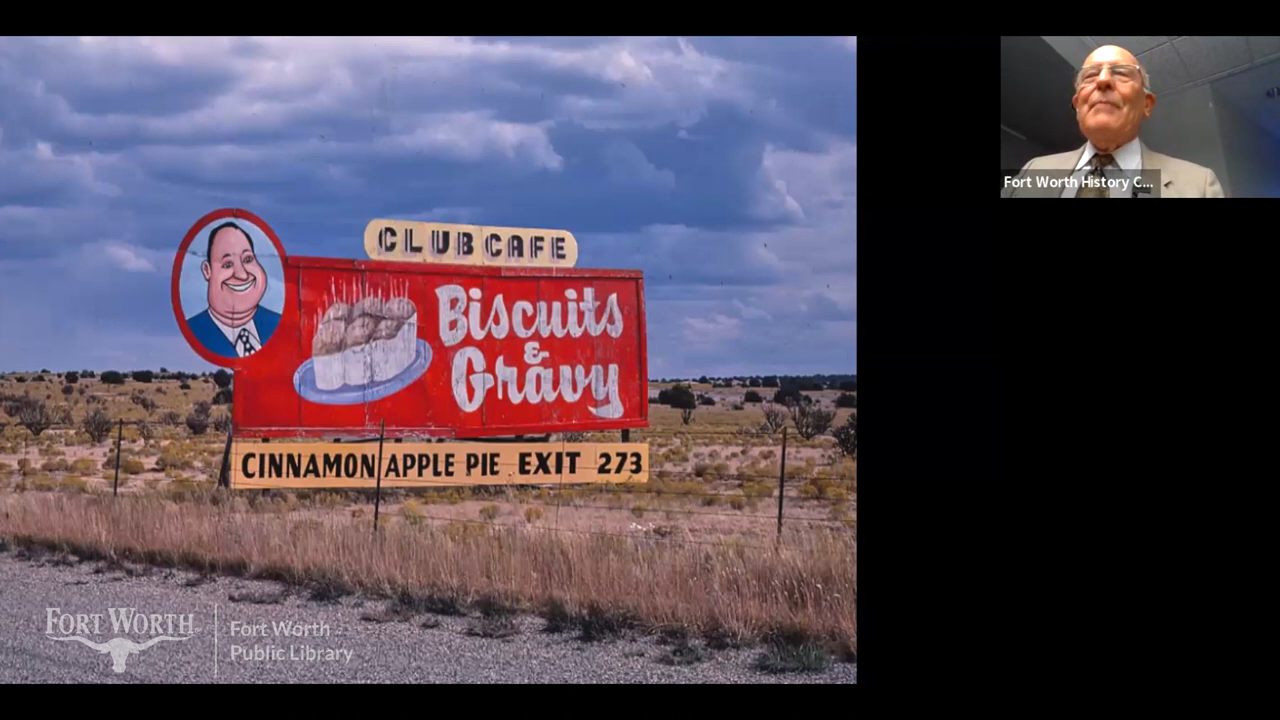 CLUB CAFE
Biscuits
&
Gravy
CINNAMON APPLE PIE EXIT 273
FORT WORTH
Fort Worth
Public Library
Fort Worth History C...